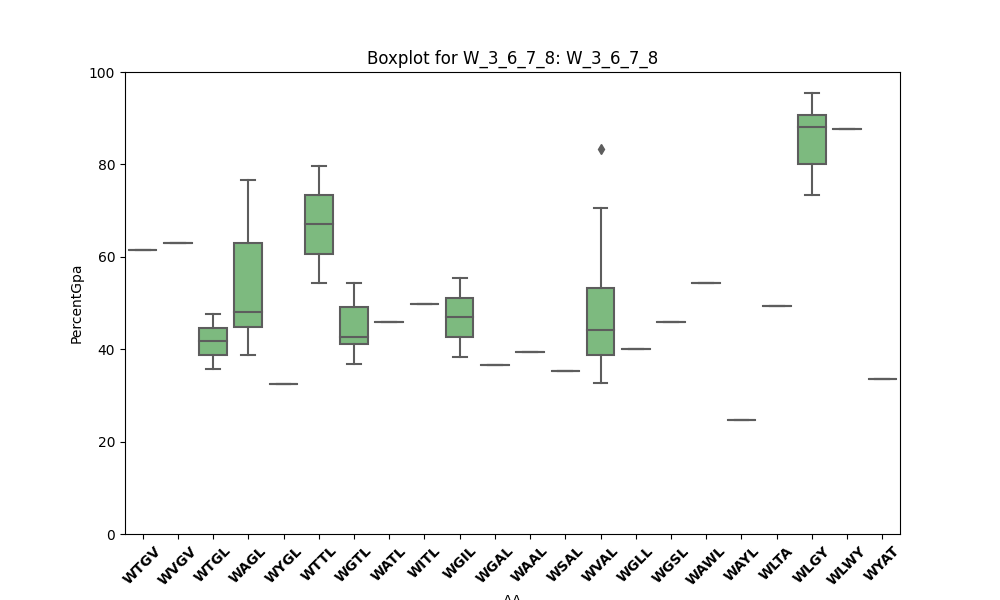 Boxplot for W_3_6_7_8: W_3_6_7_8
PercentGpa
100
80
60
40
20
0
WTGV
WVGV
WTGL
WAGL
WYGL
WTTL
WGTL
WATL
WITL
WGIL
WGAL
WAAL
WSAL
WVAL
WGLL
WGSL
WAWL
WAYL
WLTA
WLGY
WLWY
WYAT
AA